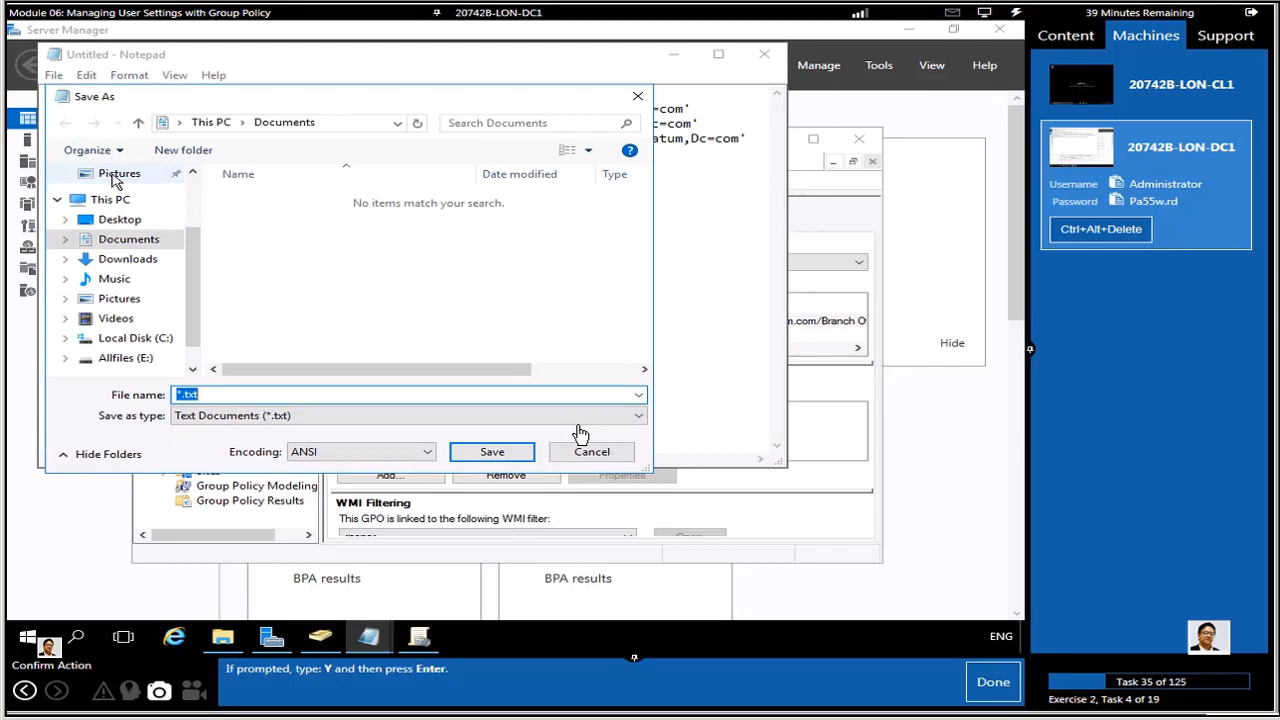 Module 06: Managing User Settings with Group Policy
20742B-LON-DC1
39 Minutes Remaining
Server Manager
Content
Machines
Support
Untitled - Notepad
File
Edit
Format
View
Help
Manage
Tools
View
Help
Save As
=com'
c=com'
atum,Dc=com'
This PC
Documents
Search Documents
Organize
New folder
Name
Date modified
Type
No items match your search.
Pictures
This PC
Desktop
Documents
Downloads
Music
Pictures
Videos
Local Disk (C:)
Allfiles (E:)
File name:
*.txt
Save as type:
Text Documents (*.txt)
Hide Folders
Encoding:
ANSI
Save
Cancel
20742B-LON-CL1
20742B-LON-DC1
Username
Administrator
Password
Pa55w.rd
Ctrl+Alt+Delete
m.com/Branch O
Hide
Add...
Remove
Properties
Group Policy Modeling
Group Policy Results
WMI Filtering
This GPO is linked to the following WMI filter:
<none>
Open
BPA results
BPA results
ENG
Confirm Action
If prompted, type: Y and then press Enter.
Done
Task 35 of 125
Exercise 2, Task 4 of 19